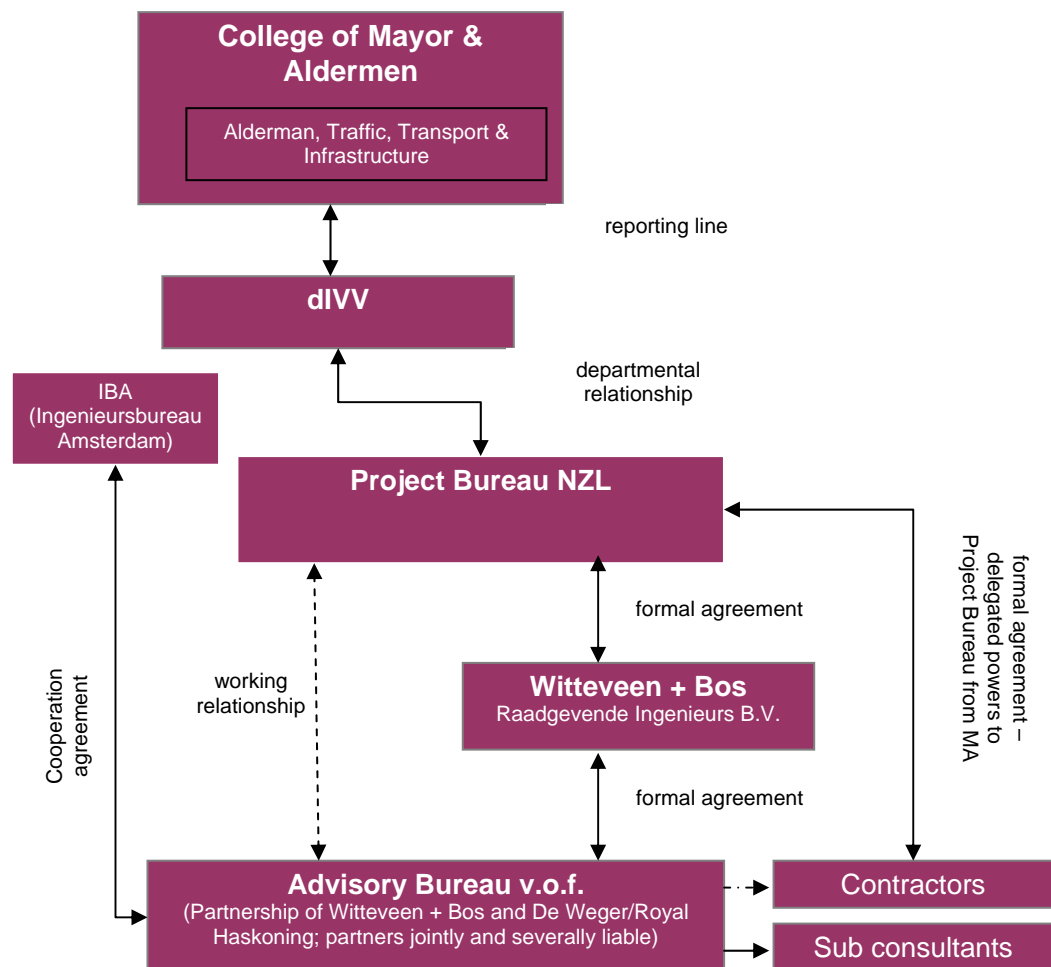 College of Mayor &
Aldermen
Alderman, Traffic, Transport &
Infrastructure
reporting line
dIVV
departmental
relationship
IBA
(Ingenieursbureau
Amsterdam)
Project Bureau NZL
formal agreement
formal agreement –
delegated powers to
Project Bureau from MA
working
relationship
Witteveen + Bos
Raadgevende Ingenieurs B.V.
Cooperation
agreement
formal agreement
Advisory Bureau v.o.f.
(Partnership of Witteveen + Bos and De Weger/Royal
Haskoning; partners jointly and severally liable)
Contractors
Sub consultants